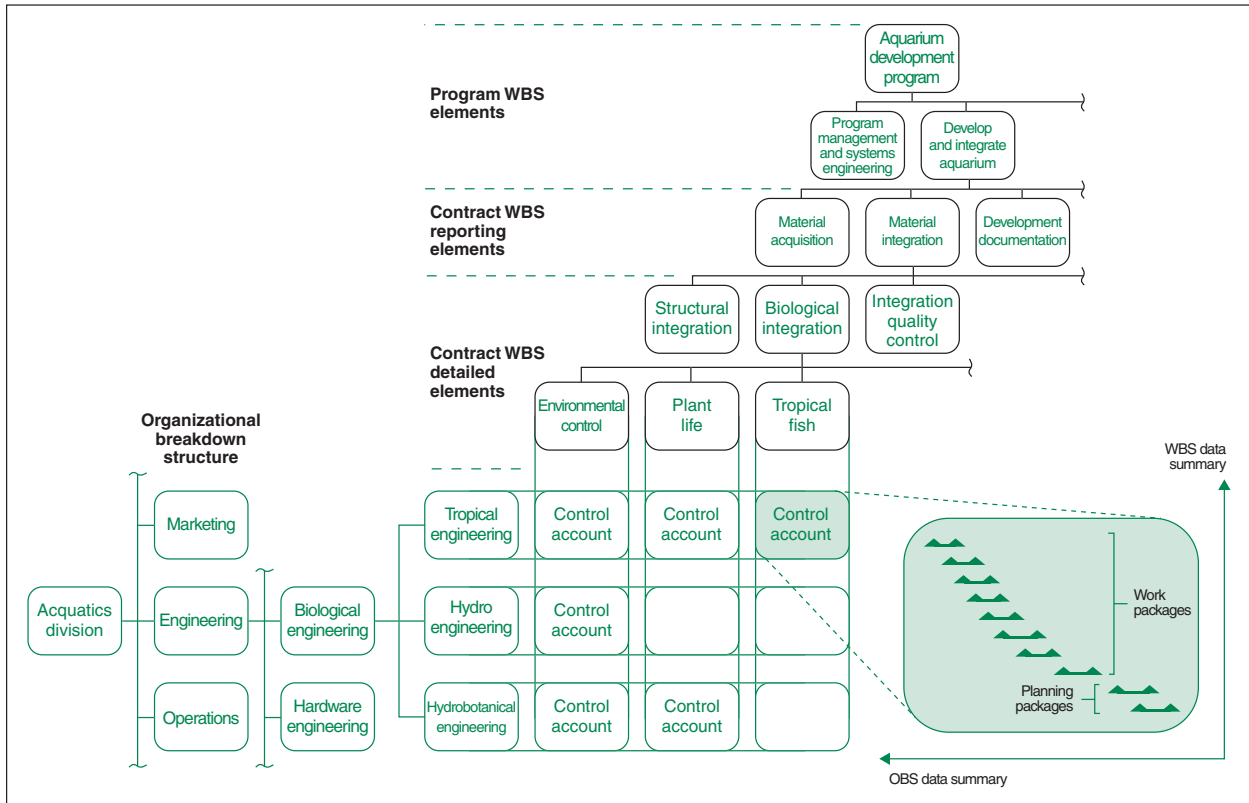 Aquarium
development
program
Program WBS
elements
Program
management
and systems
engineering
Develop
and integrate
aquarium
Contract WBS
reporting
elements
Material
acquisition
Material
integration
Development
documentation
Structural
integration
Biological
integration
Integration
quality
control
Contract WBS
detailed
elements
Environmental
control
Plant
life
Tropical
fish
Organizational
breakdown
structure
WBS data
summary
Marketing
Tropical
engineering
Control
account
Control
account
Control
account
Acquatics
division
Engineering
Biological
engineering
Hydro
engineering
Control
account
Work
packages
Operations
Hardware
engineering
Hydrobotanical
engineering
Control
account
Control
account
Planning
packages
OBS data summary